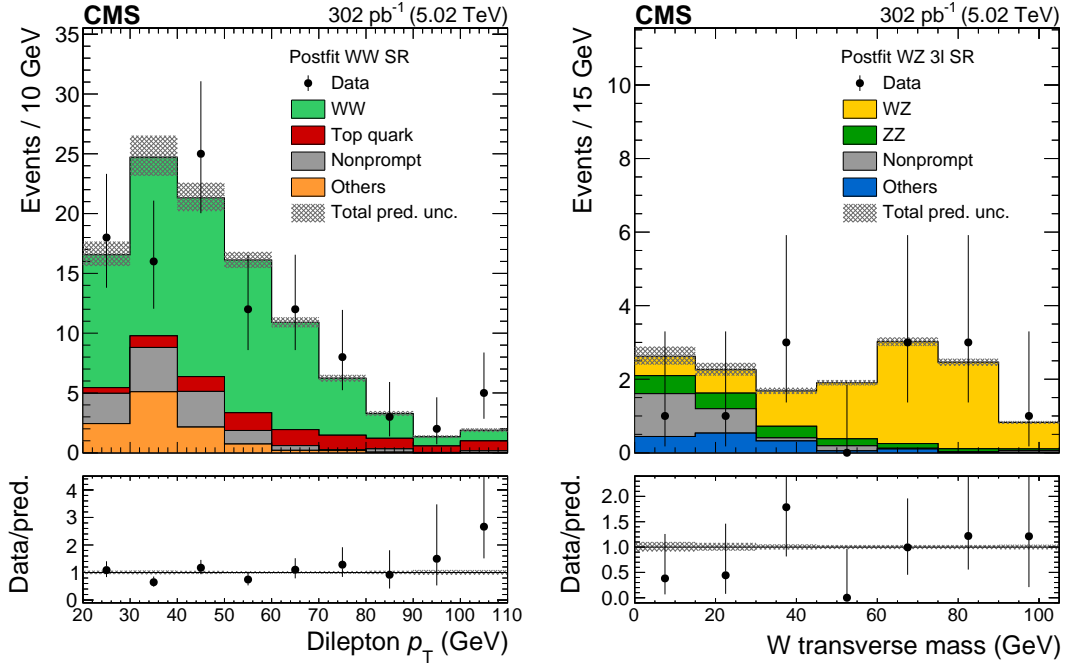 CMS 302 pb⁻¹ (5.02 TeV)
Events / 10 GeV
35
30
25
20
15
10
5
0
Postfit WW SR
Data
WW
Top quark
Nonprompt
Others
Total pred. unc.
Data/pred.
4
3
2
1
0
20 30 40 50 60 70 80 90 100 110
Dilepton p_T (GeV)
CMS 302 pb⁻¹ (5.02 TeV)
Events / 15 GeV
10
8
6
4
2
0
Postfit WZ 3l SR
Data
WZ
ZZ
Nonprompt
Others
Total pred. unc.
Data/pred.
2.0
1.5
1.0
0.5
0.0
0 20 40 60 80 100
W transverse mass (GeV)